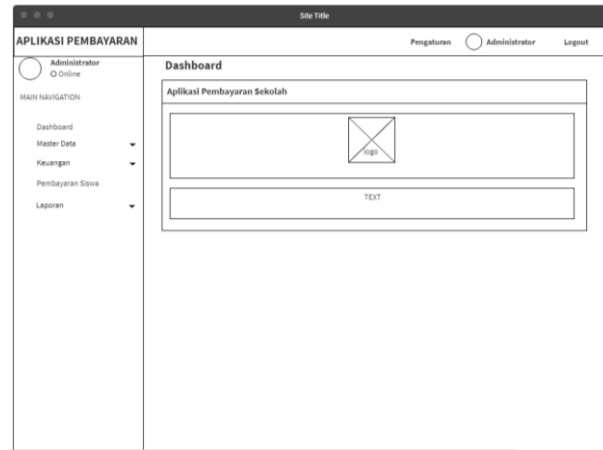 Site Title
APLIKASI PEMBAYARAN
Pengaturan Administrator Logout
Administrator
Online
MAIN NAVIGATION
Dashboard
Master Data
Keuangan
Pembayaran Siswa
Laporan
Dashboard
Aplikasi Pembayaran Sekolah
logo
TEXT